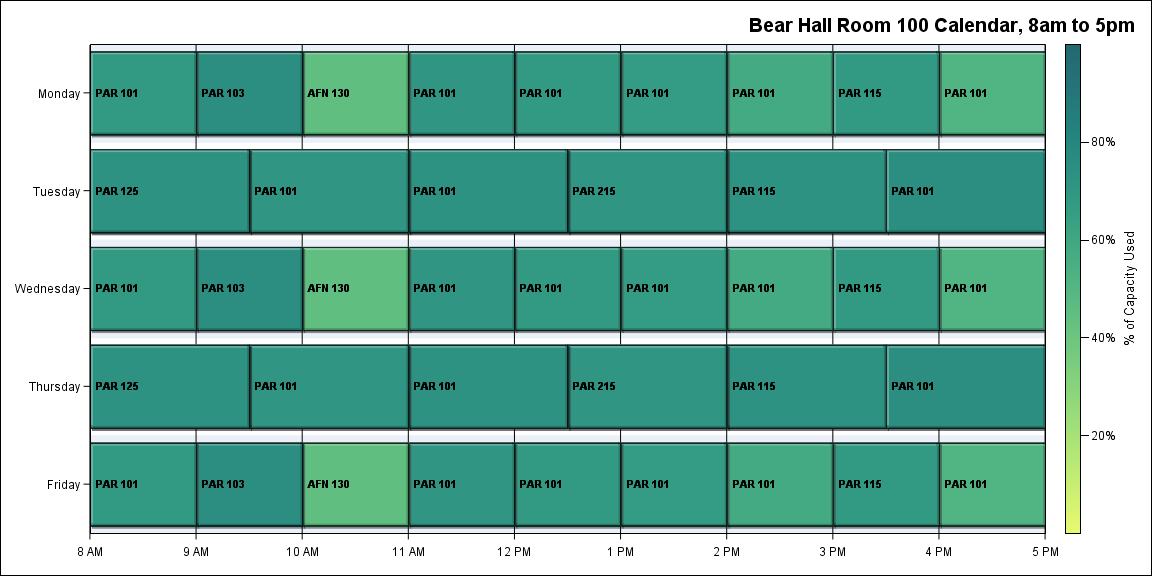 Bear Hall Room 100 Calendar, 8am to 5pm
Monday
PAR 101 PAR 103 AFN 130 PAR 101 PAR 101 PAR 101 PAR 101 PAR 115 PAR 101
Tuesday
PAR 125 PAR 101 PAR 101 PAR 215 PAR 115 PAR 101
Wednesday
PAR 101 PAR 103 AFN 130 PAR 101 PAR 101 PAR 101 PAR 101 PAR 115 PAR 101
Thursday
PAR 125 PAR 101 PAR 101 PAR 215 PAR 115 PAR 101
Friday
PAR 101 PAR 103 AFN 130 PAR 101 PAR 101 PAR 101 PAR 101 PAR 115 PAR 101
8 AM 9 AM 10 AM 11 AM 12 PM 1 PM 2 PM 3 PM 4 PM 5 PM
80%
60%
40%
20%
% of Capacity Used